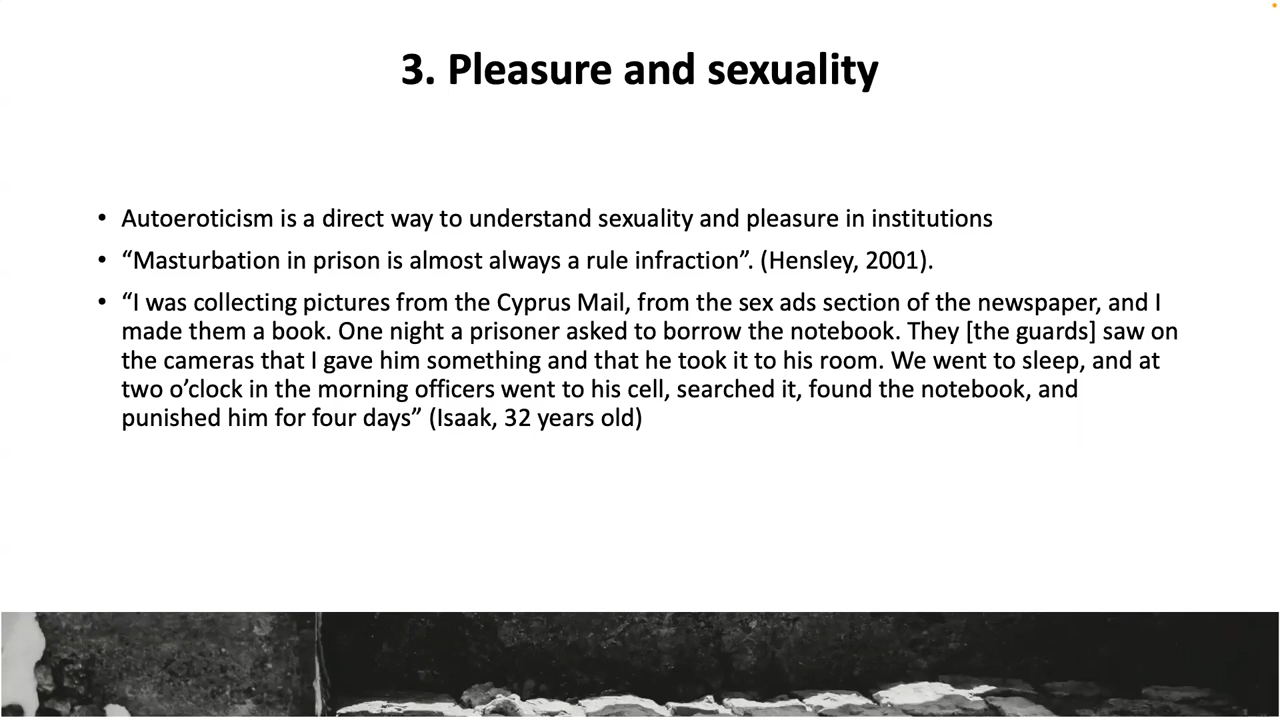 3. Pleasure and sexuality
• Autoeroticism is a direct way to understand sexuality and pleasure in institutions
• “Masturbation in prison is almost always a rule infraction”. (Hensley, 2001).
• “I was collecting pictures from the Cyprus Mail, from the sex ads section of the newspaper, and I
made them a book. One night a prisoner asked to borrow the notebook. They [the guards] saw on
the cameras that I gave him something and that he took it to his room. We went to sleep, and at
two o’clock in the morning officers went to his cell, searched it, found the notebook, and
punished him for four days” (Isaak, 32 years old)